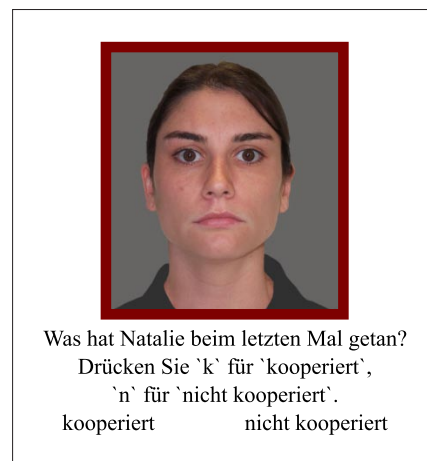 Was hat Natalie beim letzten Mal getan?
Drücken Sie `k` für `kooperiert`,
`n` für `nicht kooperiert`.
kooperiert nicht kooperiert